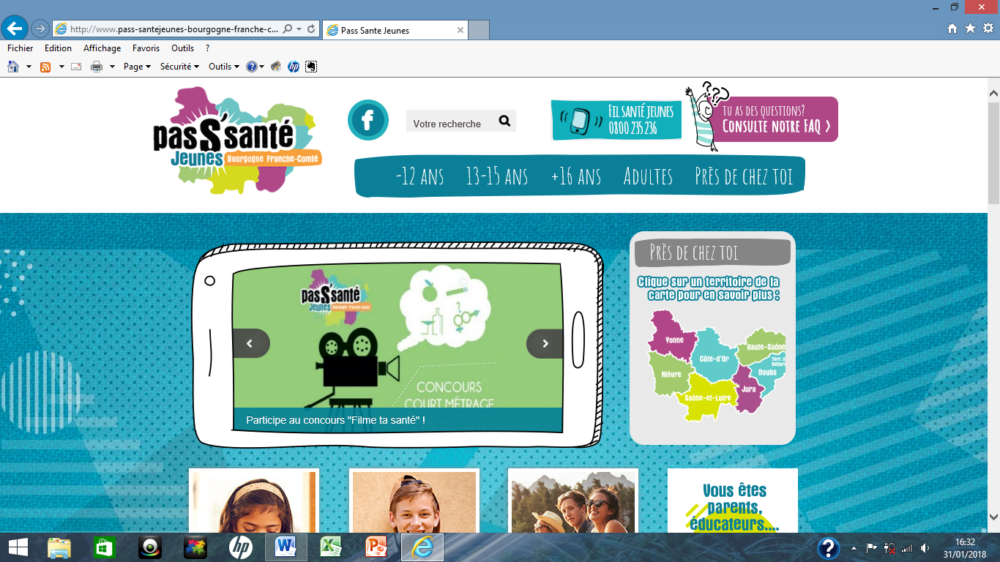 http://www.pass-santejeunes-bourgogne-franche-c...
Pass Sante Jeunes
Fichier Edition Affichage Favoris Outils ?
Page Sécurité Outils
pasS'santé
Jeunes Bourgogne Franche-Comté
f
Votre recherche
FIL SANTÉ JEUNES
0800 235 236
TU AS DES QUESTIONS?
CONSULTE NOTRE FAQ >
-12 ANS 13-15 ANS +16 ANS ADULTES PRÈS DE CHEZ TOI
pasS'santé
Jeunes Bourgogne Franche-Comté
CONCOURS
COURT MÉTRAGE
Participe au concours "Filme ta santé" !
PRÈS DE CHEZ TOI
Clique sur un territoire de la
carte pour en savoir plus :
Yonne
Côte-d'Or
Haute-Saône
Nièvre
Doubs
Saône-et-Loire
Jura
Vous êtes
parents,
éducateurs....
16:32
31/01/2018